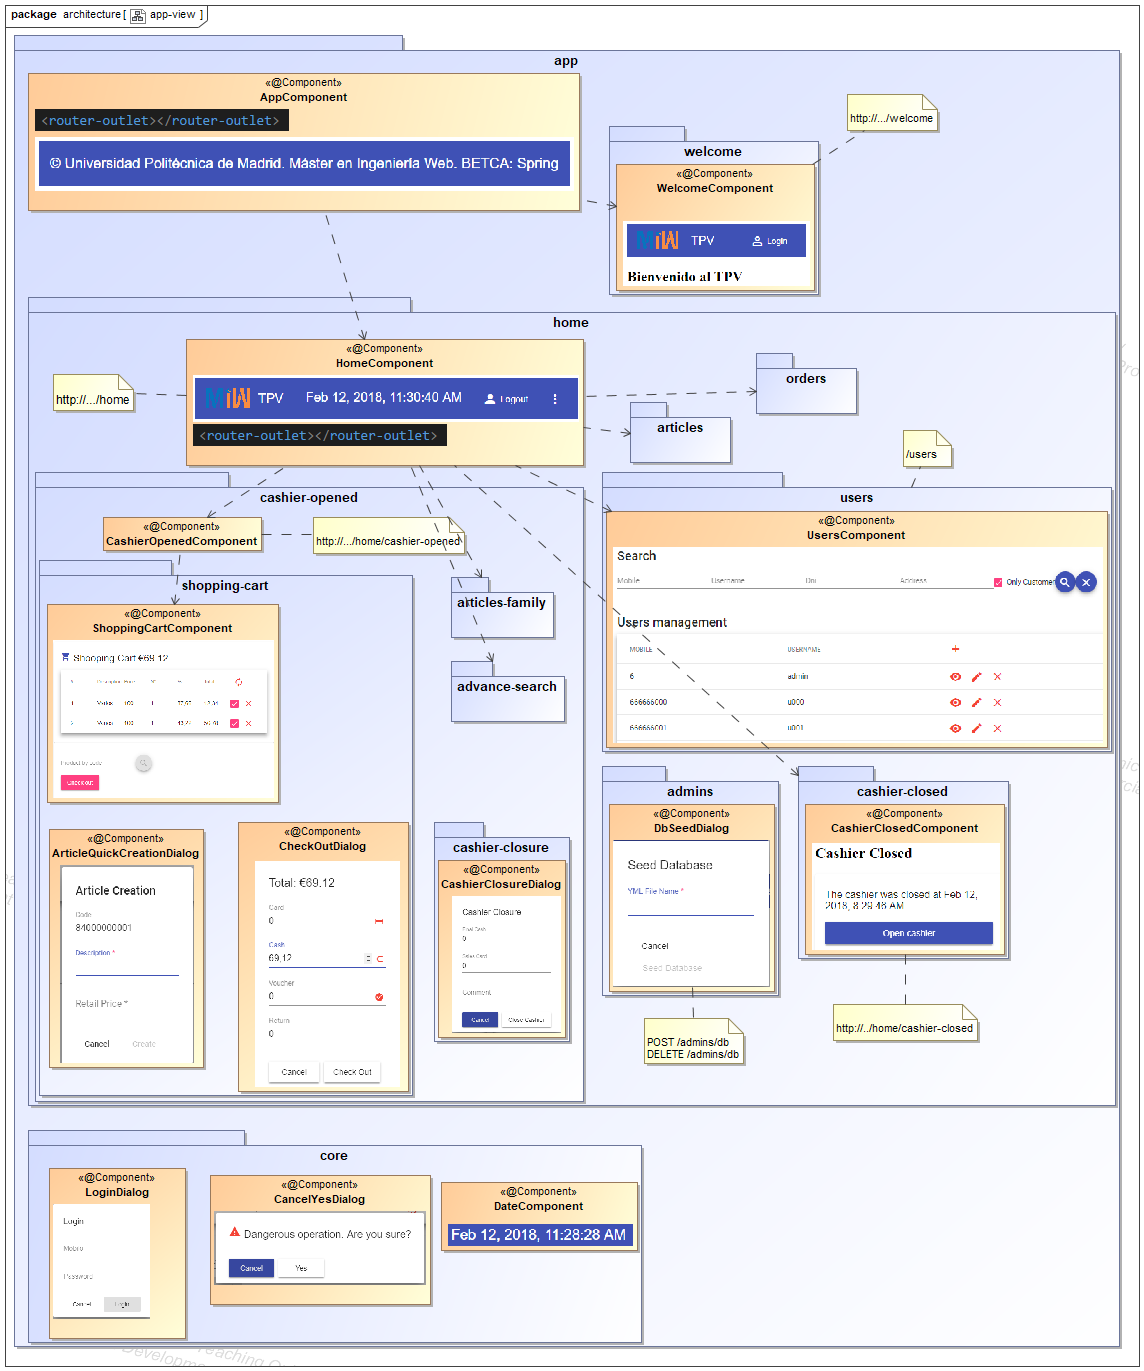 package architecture[ app-view ]
app
«@Component»
AppComponent
<router-outlet></router-outlet>
© Universidad Politécnica de Madrid. Máster en Ingeniería Web. BETCA: Spring
http://.../welcome
welcome
«@Component»
WelcomeComponent
MiW TPV Login
Bienvenido al TPV
home
«@Component»
HomeComponent
MiW TPV Feb 12, 2018, 11:30:40 AM Logout
<router-outlet></router-outlet>
http://.../home
orders
articles
/users
cashier-opened
«@Component»
CashierOpenedComponent
http://.../home/cashier-opened
users
«@Component»
UsersComponent
Search
Mobile Username Dni Address Only Customer
Users management
MOBILE USERNAME
6 admin
666666000 u000
666666001 u001
shopping-cart
«@Component»
ShoppingCartComponent
Shopping Cart €69.12
Description Price Total
Check out
articles-family
advance-search
admins
«@Component»
DbSeedDialog
Seed Database
YML File Name *
Cancel
Seed Database
POST /admins/db
DELETE /admins/db
cashier-closed
«@Component»
CashierClosedComponent
Cashier Closed
The cashier was closed at Feb 12,
2018, 8:29:46 AM
Open cashier
http://../home/cashier-closed
«@Component»
ArticleQuickCreationDialog
Article Creation
Code
84000000001
Description *
Retail Price *
Cancel Create
«@Component»
CheckOutDialog
Total: €69.12
Card
0
Cash
69,12
Voucher
0
Return
0
Cancel Check Out
cashier-closure
«@Component»
CashierClosureDialog
Cashier Closure
Final Cash
0
Sales Card
0
Comment
Cancel Close Cashier
core
«@Component»
LoginDialog
Login
Password
Cancel Login
«@Component»
CancelYesDialog
Dangerous operation. Are you sure?
Cancel Yes
«@Component»
DateComponent
Feb 12, 2018, 11:28:28 AM